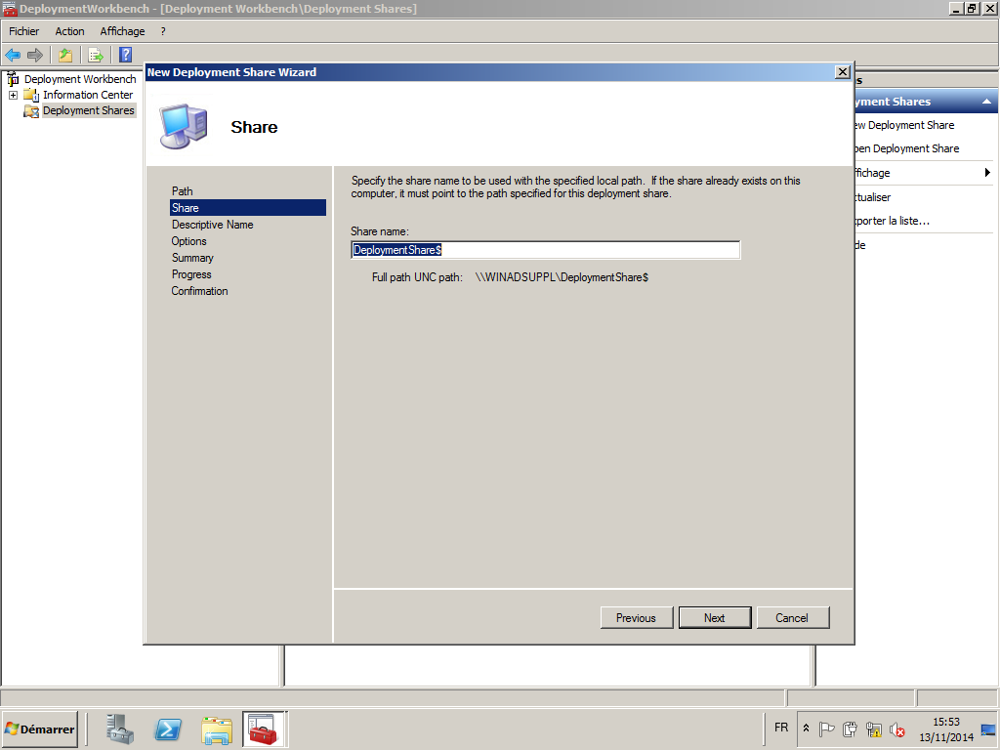 DeploymentWorkbench - [Deployment Workbench\Deployment Shares]
Fichier Action Affichage ?
Deployment Workbench
Information Center
Deployment Shares
New Deployment Share Wizard
Share
Path
Share
Descriptive Name
Options
Summary
Progress
Confirmation
Specify the share name to be used with the specified local path. If the share already exists on this
computer, it must point to the path specified for this deployment share.
Share name:
DeploymentShare$
Full path UNC path: \\WINADSUPPL\DeploymentShare$
Previous Next Cancel
s
yment Shares
ew Deployment Share
pen Deployment Share
ffichage
ctualiser
xporter la liste...
de
Démarrer
FR
15:53
13/11/2014